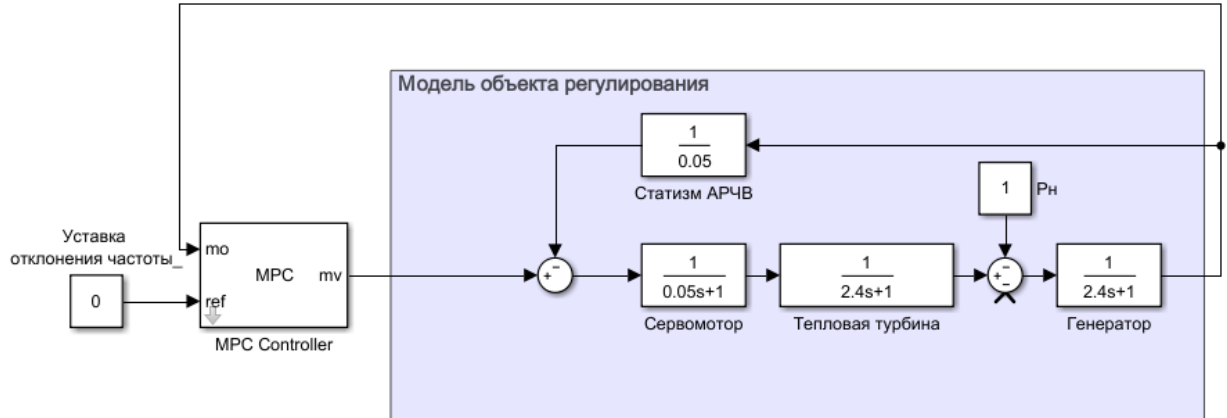 Модель объекта регулирования
1
0.05
Статизм АРЧВ
1
Рн
Уставка
отклонения частоты_
0
mo
ref
MPC
mv
MPC Controller
−
+
1
0.05s+1
Сервомотор
1
2.4s+1
Тепловая турбина
−
+
−
1
2.4s+1
Генератор